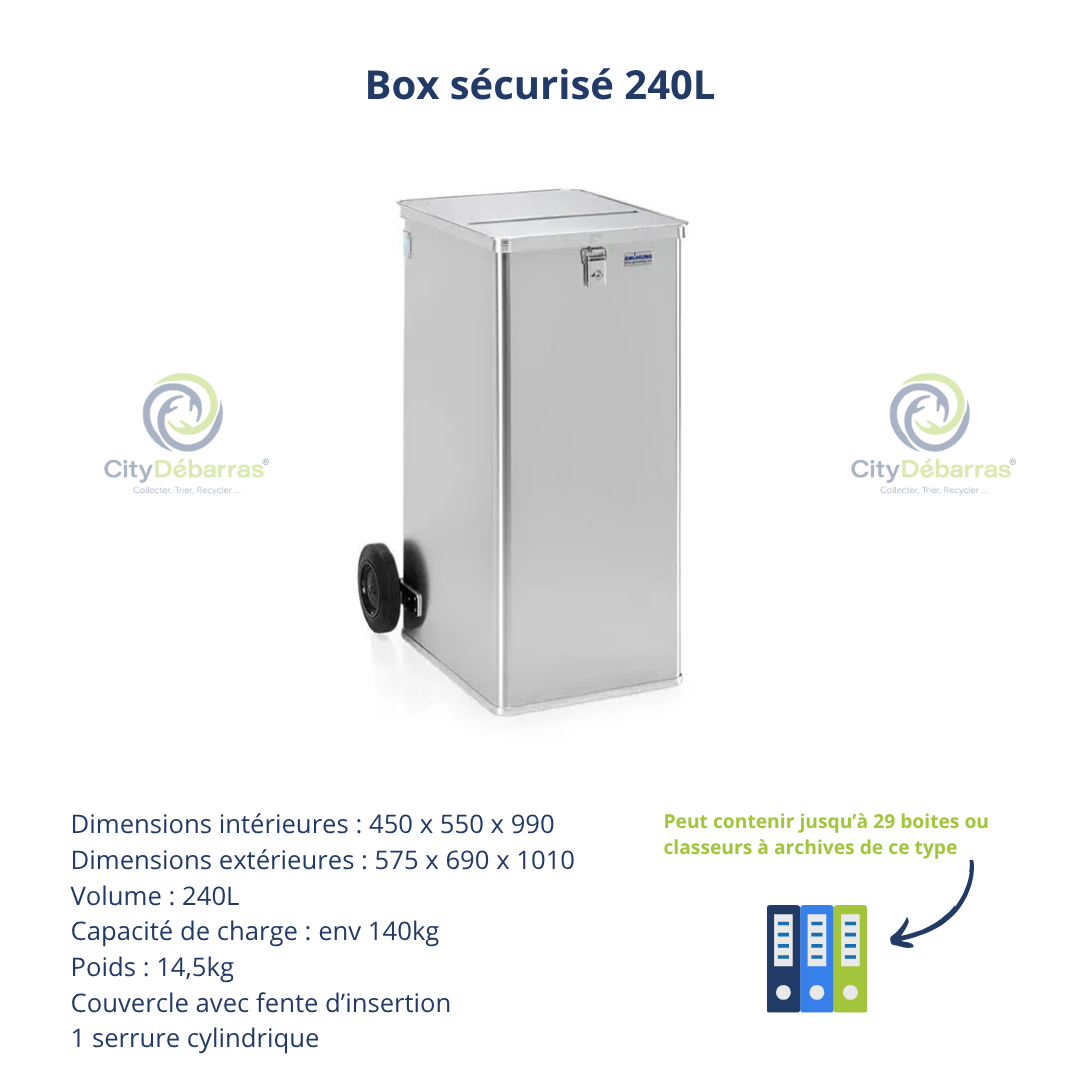 Box sécurisé 240L
GMÖHLING
CityDébarras®
Collecter, Trier, Recycler ...
CityDébarras®
Collecter, Trier, Recycler ...
Dimensions intérieures : 450 x 550 x 990
Dimensions extérieures : 575 x 690 x 1010
Volume : 240L
Capacité de charge : env 140kg
Poids : 14,5kg
Couvercle avec fente d’insertion
1 serrure cylindrique
Peut contenir jusqu’à 29 boites ou
classeurs à archives de ce type